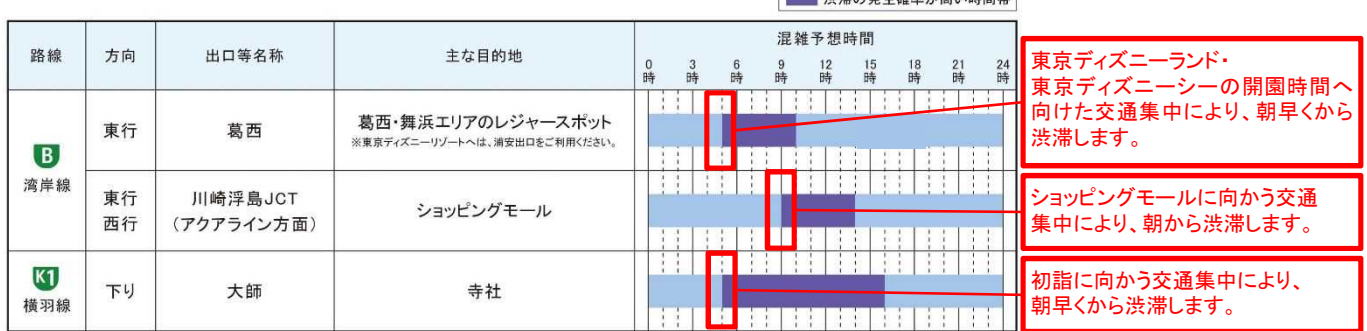 渋滞の発生確率が高い時間帯
路線 方向 出口等名称 主な目的地 混雑予想時間
0時 3時 6時 9時 12時 15時 18時 21時 24時
B
湾岸線
東行 葛西 葛西・舞浜エリアのレジャースポット
※東京ディズニーリゾートへは、浦安出口をご利用ください。
東京ディズニーランド・
東京ディズニーシーの開園時間へ
向けた交通集中により、朝早くから
渋滞します。
東行
西行
川崎浮島JCT
(アクアライン方面)
ショッピングモール
ショッピングモールに向かう交通
集中により、朝から渋滞します。
K1
横羽線
下り 大師 寺社
初詣に向かう交通集中により、
朝早くから渋滞します。